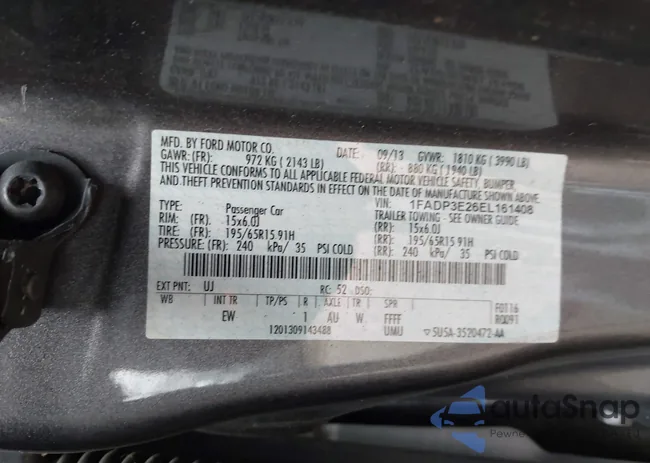 MFD. BY FORD MOTOR CO. DATE: 09/13 GVWR: 1810 KG ( 3990 LB)
GAWR: (FR): 972 KG ( 2143 LB) (RR): 880 KG ( 1940 LB)
THIS VEHICLE CONFORMS TO ALL APPLICABLE FEDERAL MOTOR VEHICLE SAFETY, BUMPER
AND THEFT PREVENTION STANDARDS IN EFFECT ON THE DATE OF MANUFACTURE SHOWN ABOVE.
VIN: 1FADP3E26EL161408
TYPE: Passenger Car TRAILER TOWING - SEE OWNER GUIDE
RIM: (FR): 15x6.0J (RR): 15x6.0J
TIRE: (FR): 195/65R15 91H (RR): 195/65R15 91H
PRESSURE: (FR): 240 kPa/ 35 PSI COLD (RR): 240 kPa/ 35 PSI COLD
EXT PNT: UJ RC: 52 DSO:
WB INT TR TP/PS R AXLE TR SPR F0116
EW 1 AU W FFFF R0091
1201309143488 UMU 5U5A-3520472-AA
autoSnap